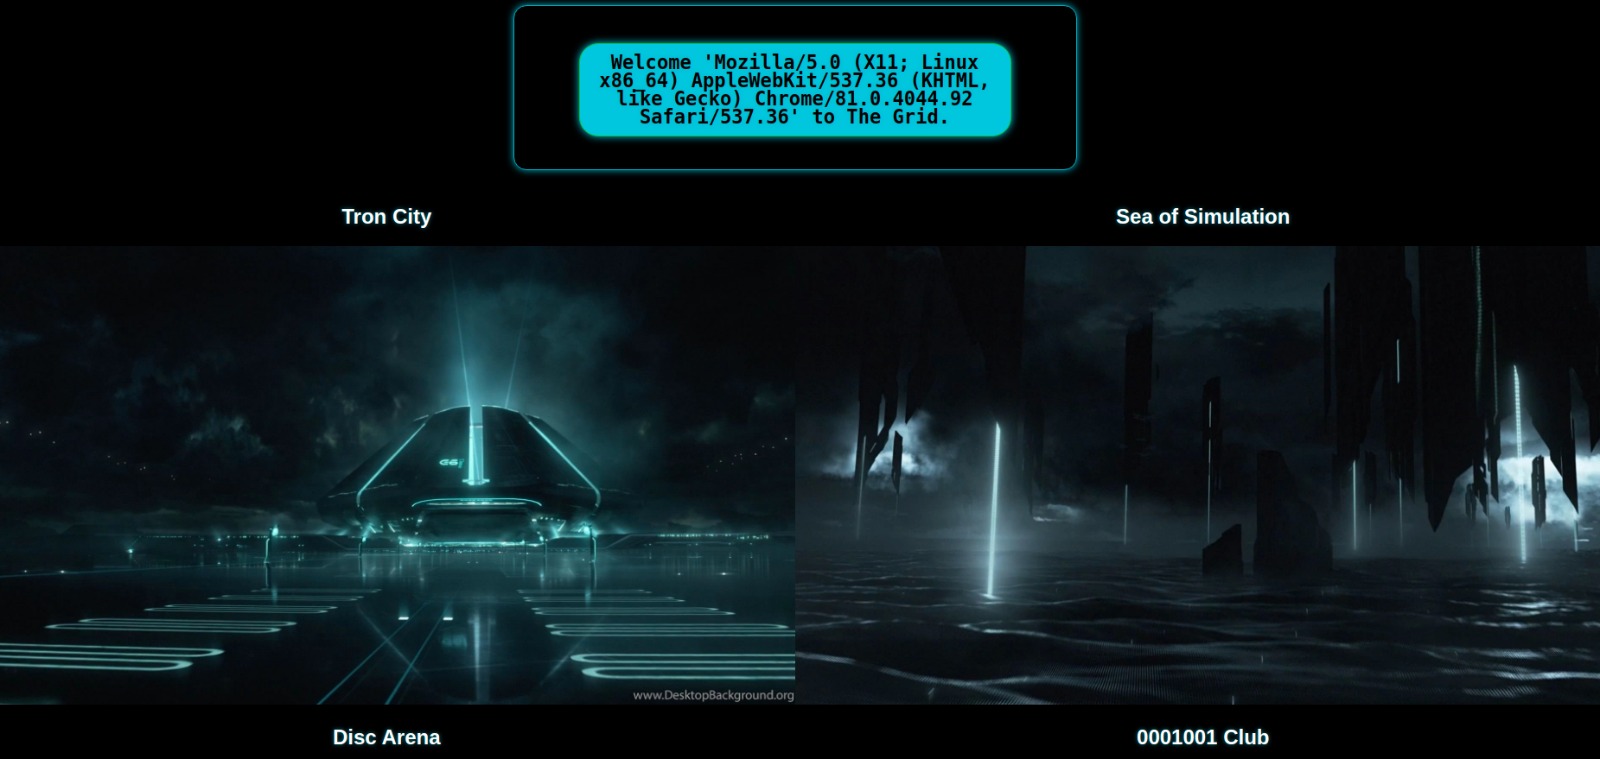 Welcome 'Mozilla/5.0 (X11; Linux
x86_64) AppleWebKit/537.36 (KHTML,
like Gecko) Chrome/81.0.4044.92
Safari/537.36' to The Grid.
Tron City
Sea of Simulation
www.DesktopBackground.org
Disc Arena
0001001 Club